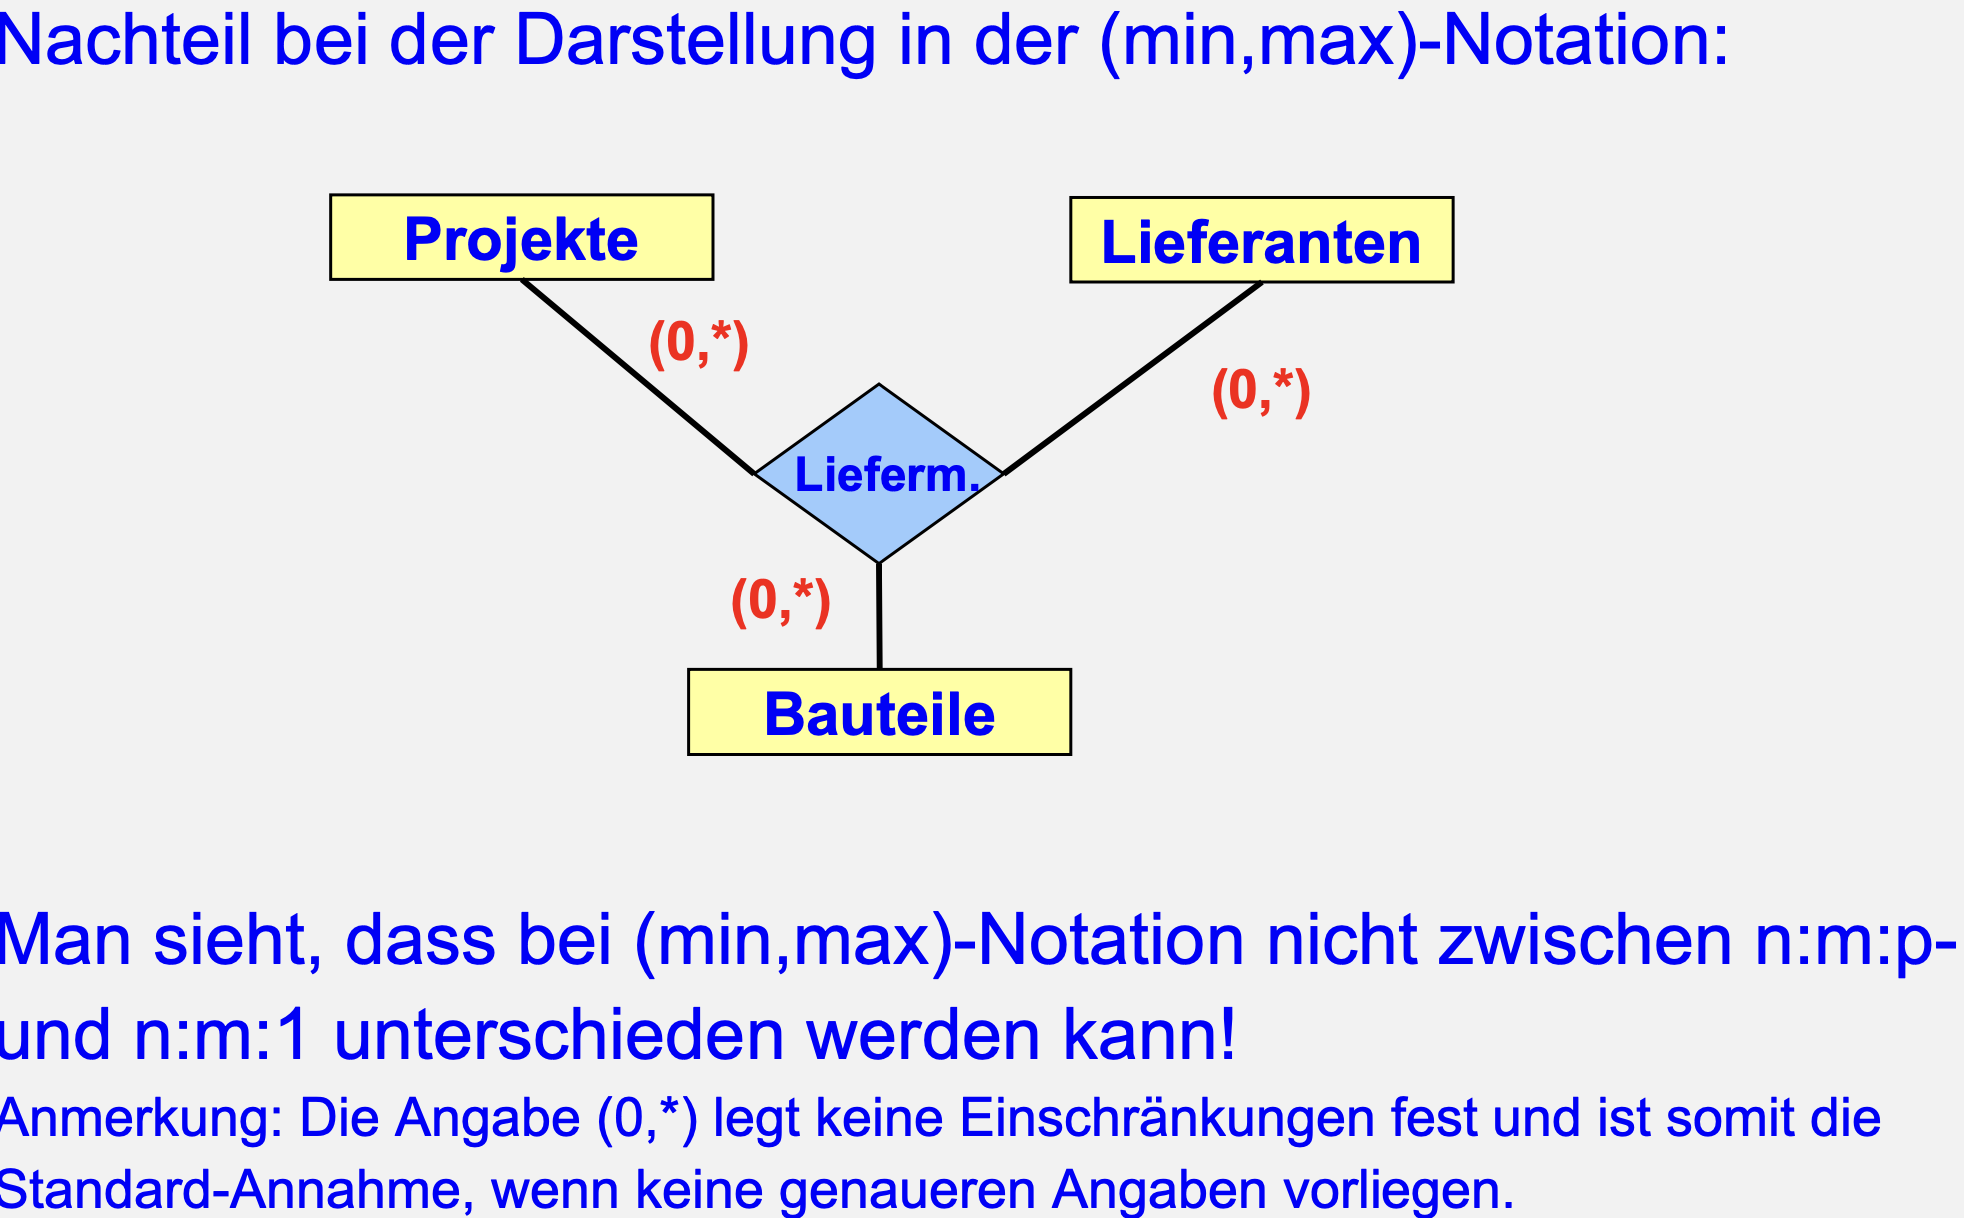 Nachteil bei der Darstellung in der (min,max)-Notation:
Projekte
Lieferanten
(0,*)
(0,*)
Lieferm.
(0,*)
Bauteile
Man sieht, dass bei (min,max)-Notation nicht zwischen n:m:p-
und n:m:1 unterschieden werden kann!
Anmerkung: Die Angabe (0,*) legt keine Einschränkungen fest und ist somit die
Standard-Annahme, wenn keine genaueren Angaben vorliegen.